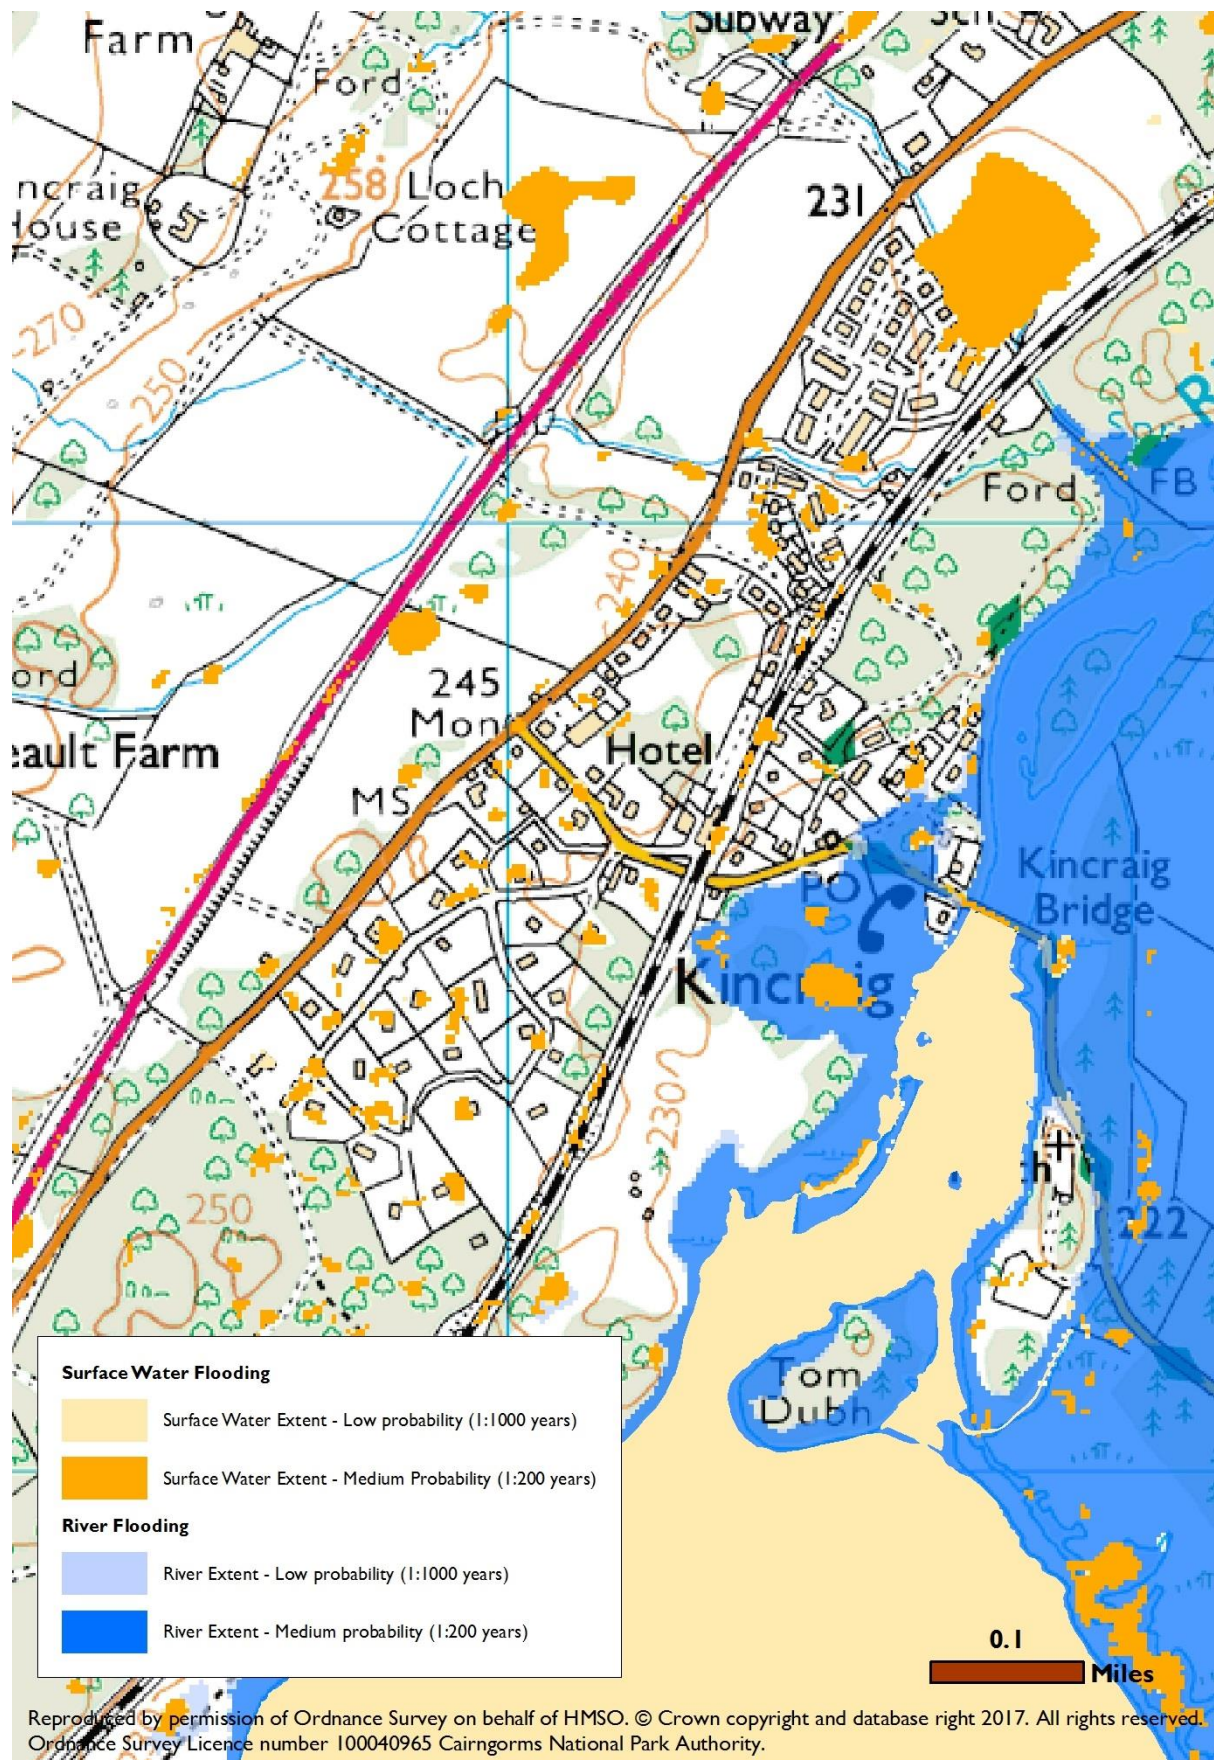 Subway
Farm
Ford
231
258 Loch
Cottage
ncraig
House
270
250
Ford
FB
240
245
Mon
Hotel
eault Farm
MS
PO
Kincraig
Bridge
Kincraig
230
222
250
Tom
Dubh
Surface Water Flooding
Surface Water Extent - Low probability (1:1000 years)
Surface Water Extent - Medium Probability (1:200 years)
River Flooding
River Extent - Low probability (1:1000 years)
River Extent - Medium probability (1:200 years)
0.1
Miles
Reproduced by permission of Ordnance Survey on behalf of HMSO. © Crown copyright and database right 2017. All rights reserved.
Ordnance Survey Licence number 100040965 Cairngorms National Park Authority.